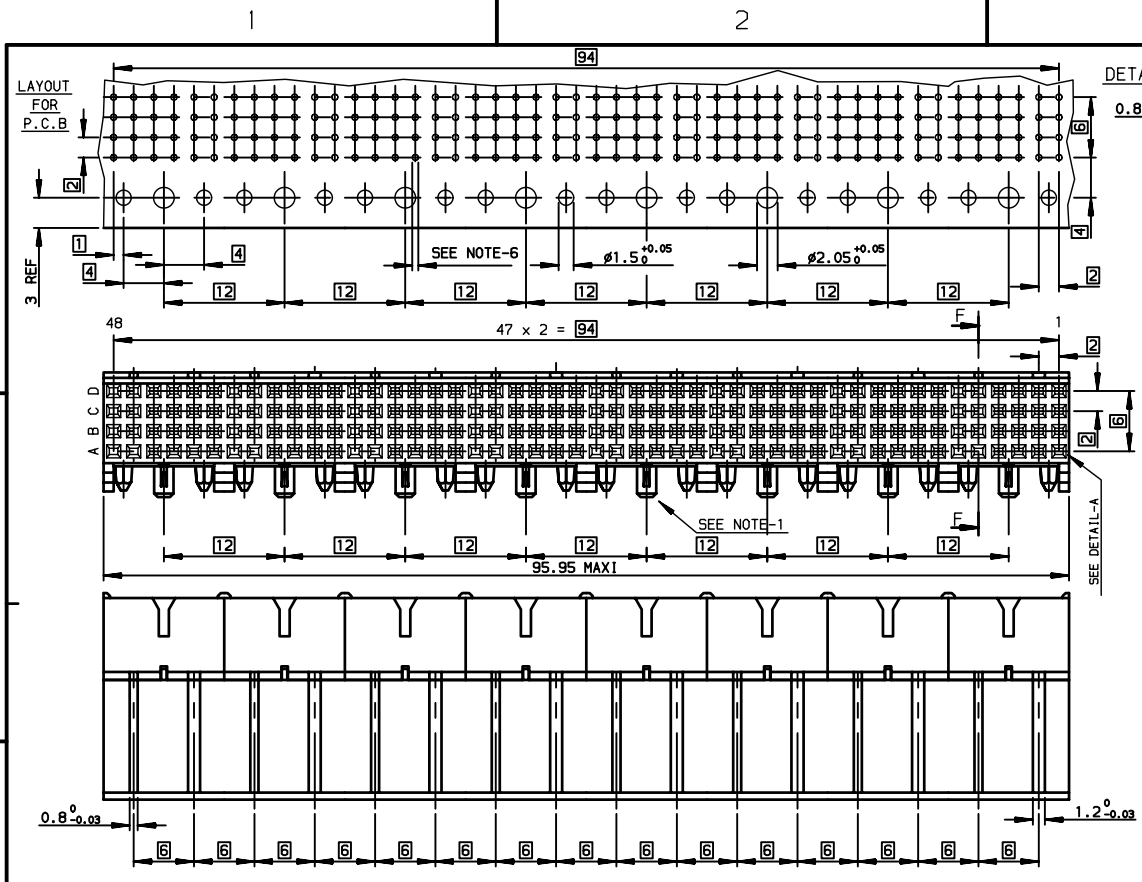 1
2
LAYOUT
FOR
P.C.B
94
DETA
0.8
6
2
4
3 REF
1
4
4
SEE NOTE-6
ø1.5 +0.05 0
ø2.05 +0.05 0
2
12 12 12 12 12 12 12
48
47 x 2 = 94
F
1
2
D
C
B
A
2
6
SEE NOTE-1
F
SEE DETAIL-A
12 12 12 12 12 12 12
95.95 MAXI
0.8 0 -0.03
1.2 0 -0.03
6 6 6 6 6 6 6 6 6 6 6 6 6 6 6